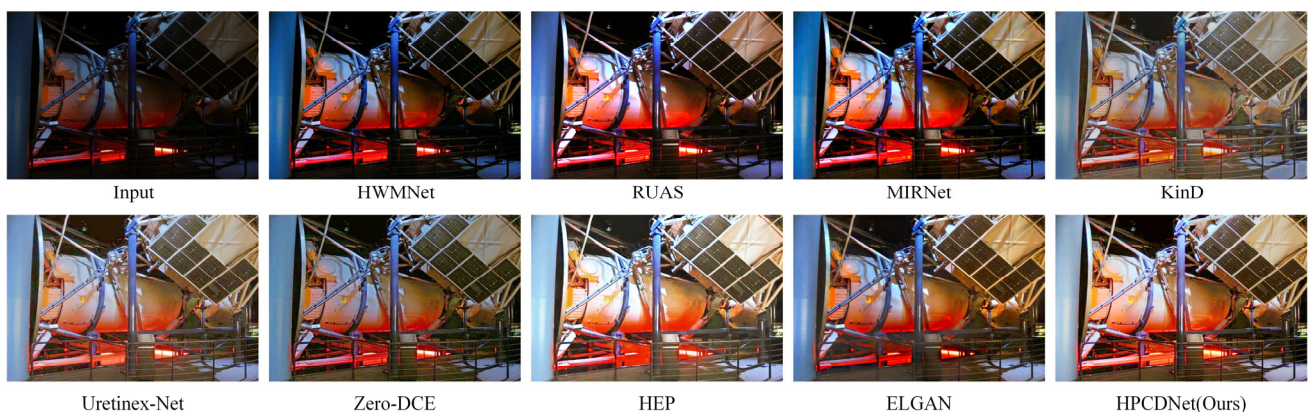 Input HWMNet RUAS MIRNet KinD
Uretinex-Net Zero-DCE HEP ELGAN HPCDNet(Ours)